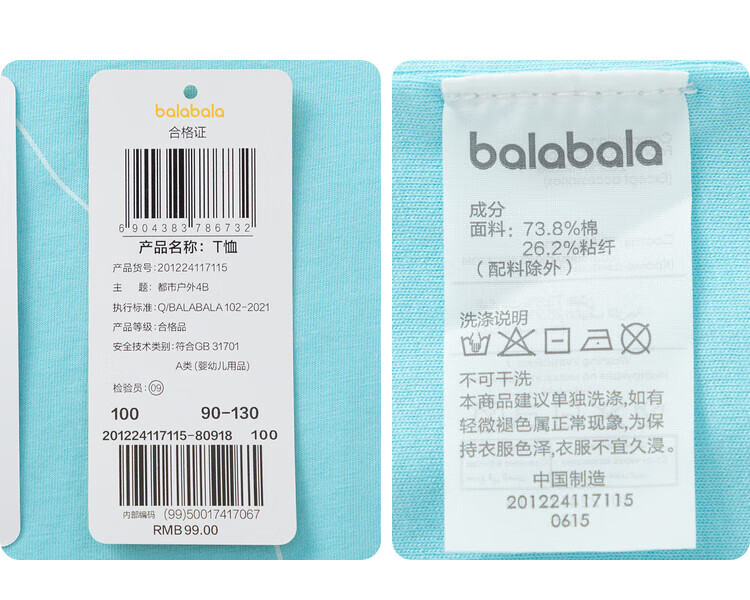 balabala
合格证
6 904383 786732
产品名称：T恤
产品货号：201224117115
主 题：都市户外4B
执行标准：Q/BALABALA 102-2021
产品等级：合格品
安全技术类别：符合GB 31701
A类（婴幼儿用品）
检验员：09
100 90-130
201224117115-80918 100
内部编码 (99)50017417067
RMB 99.00
balabala
成分
面料：73.8%棉
26.2%粘纤
（配料除外）
洗涤说明
不可干洗
本商品建议单独洗涤,如有
轻微褪色属正常现象,为保
持衣服色泽,衣服不宜久浸。
中国制造
201224117115
0615